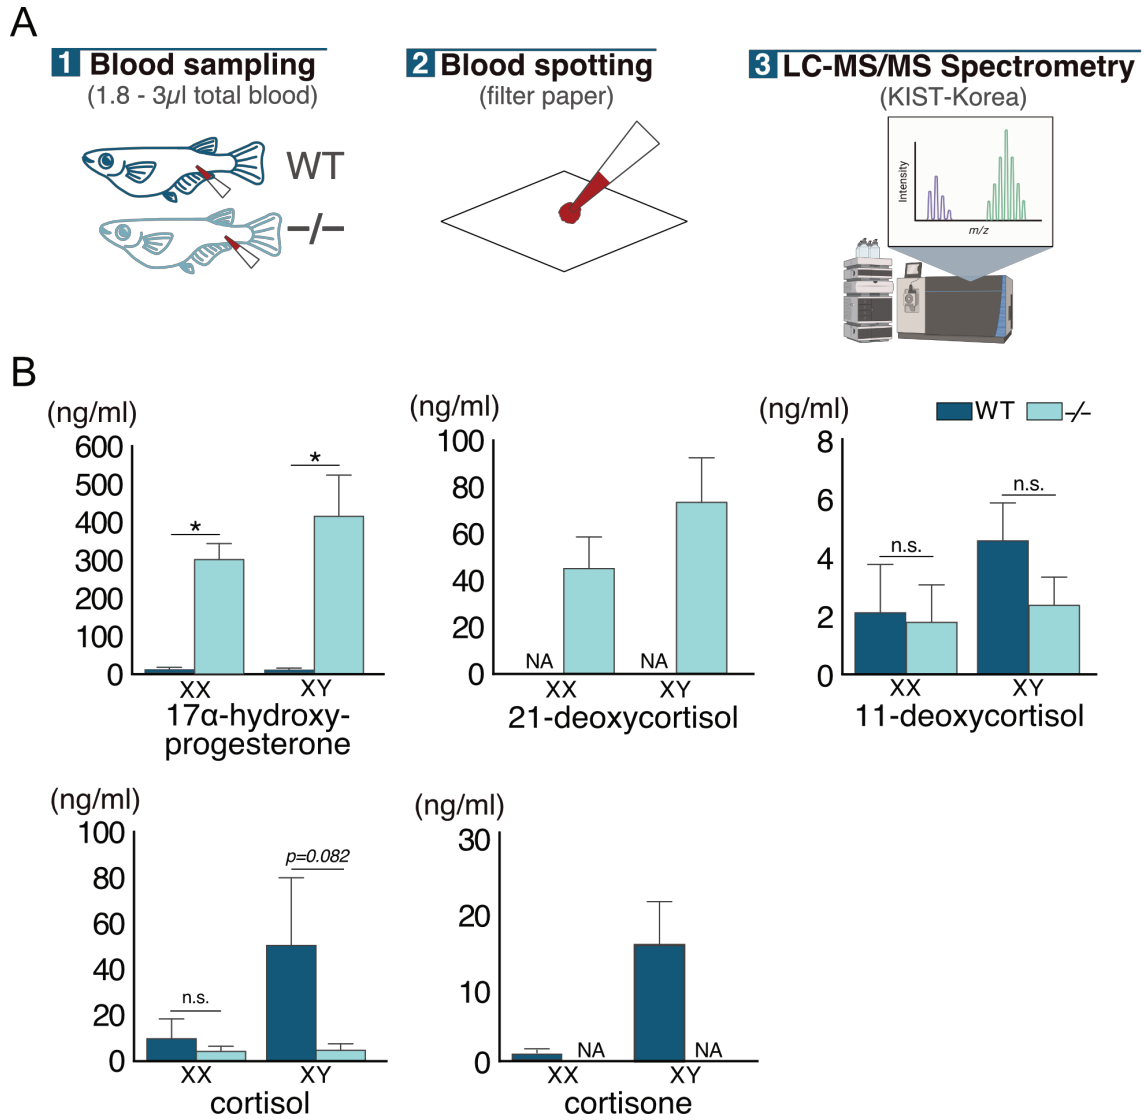 A
1 Blood sampling
(1.8 - 3µl total blood)
WT
−/−
2 Blood spotting
(filter paper)
3 LC-MS/MS Spectrometry
(KIST-Korea)
Intensity
m/z
B
(ng/ml)
600
500
400
300
200
100
0
*
*
XX
XY
17α-hydroxy-
progesterone
(ng/ml)
100
80
60
40
20
0
NA
NA
XX
XY
21-deoxycortisol
(ng/ml)
WT
-/-
8
6
4
2
0
n.s.
n.s.
XX
XY
11-deoxycortisol
(ng/ml)
100
80
60
40
20
0
n.s.
p=0.082
XX
XY
cortisol
(ng/ml)
30
20
10
0
NA
NA
XX
XY
cortisone